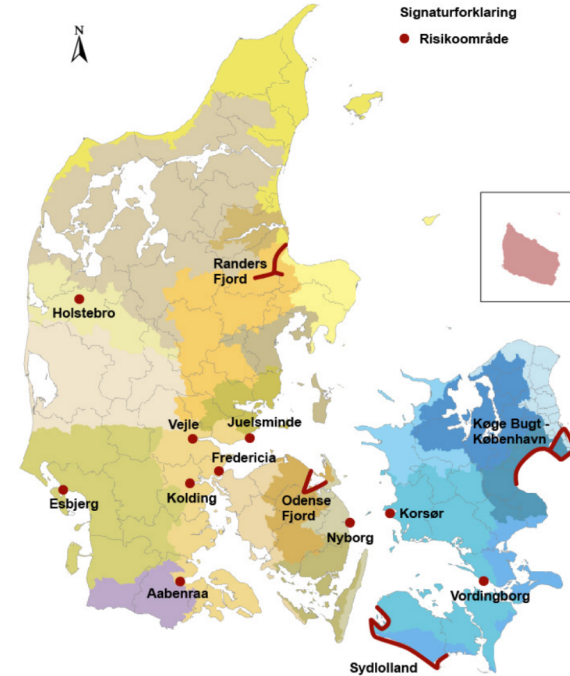 Signaturforklaring
N
Risikoområde
Randers
Fjord
Holstebro
Køge Bugt -
København
Vejle
Juelsminde
Fredericia
Kolding
Esbjerg
Odense
Fjord
Korsør
Nyborg
Aabenraa
Vordingborg
Sydlolland